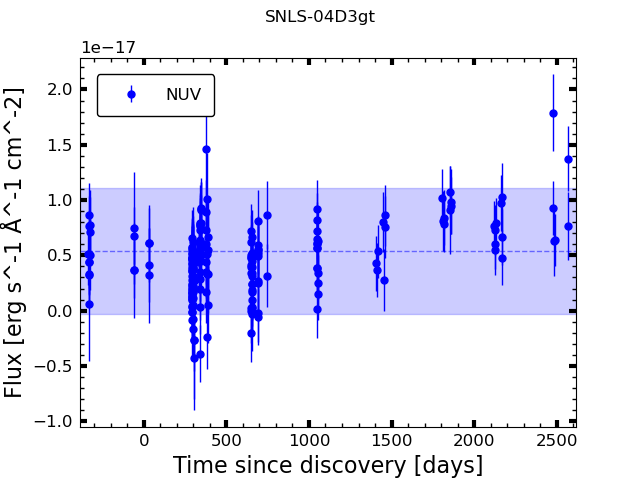 SNLS-04D3gt
1e−17
NUV
Flux [erg s^-1 Å^-1 cm^-2]
2.0
1.5
1.0
0.5
0.0
−0.5
−1.0
0 500 1000 1500 2000 2500
Time since discovery [days]